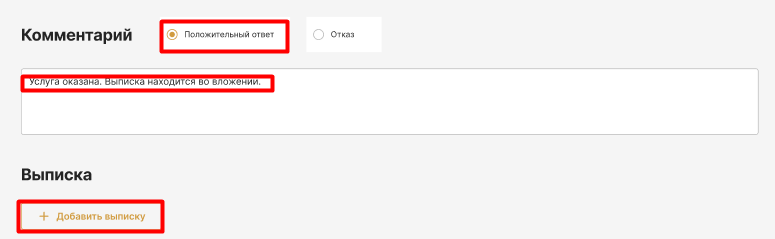 Комментарий
Положительный ответ
Отказ
Услуга оказана. Выписка находится во вложении.
Выписка
+ Добавить выписку